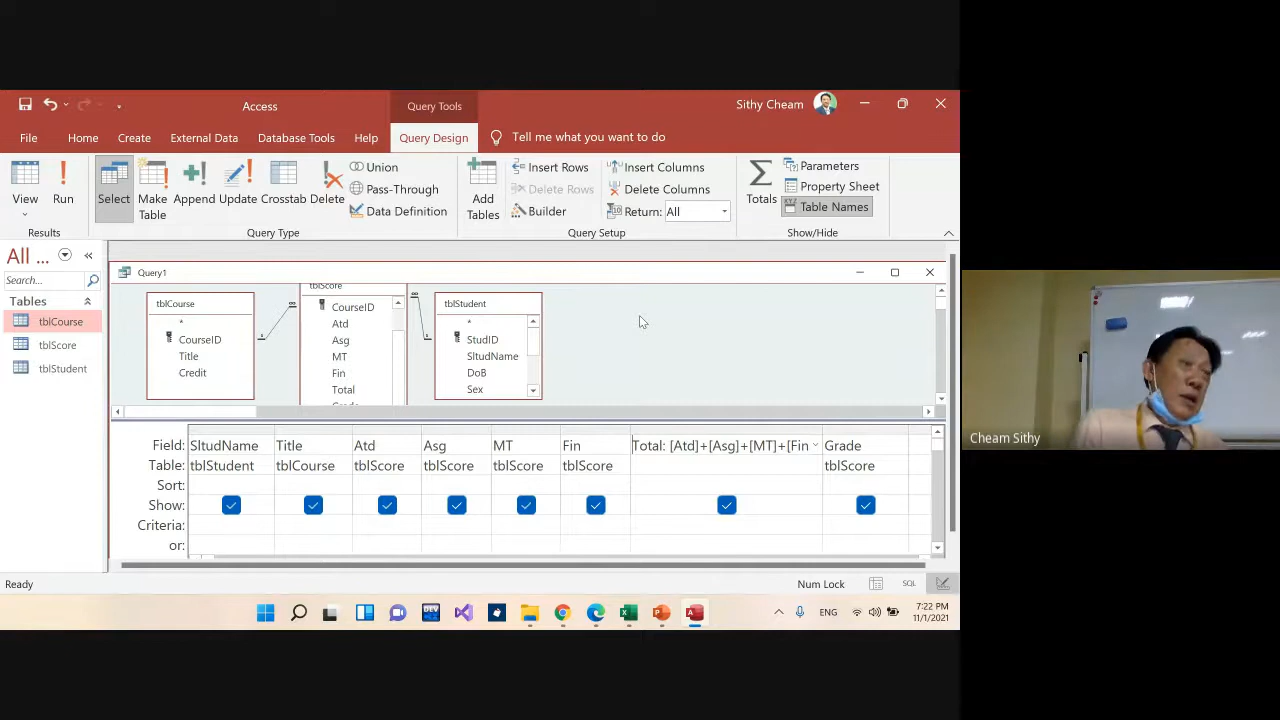 Access
Query Tools
Sithy Cheam
File
Home
Create
External Data
Database Tools
Help
Query Design
Tell me what you want to do
View
Run
Select
Make Table
Append
Update
Crosstab
Delete
Union
Pass-Through
Data Definition
Add Tables
Insert Rows
Delete Rows
Builder
Insert Columns
Delete Columns
Return: All
Totals
Parameters
Property Sheet
Table Names
Results
Query Type
Query Setup
Show/Hide
All ...
Search...
Tables
tblCourse
tblScore
tblStudent
Query1
tblCourse
*
CourseID
Title
Credit
tblScore
CourseID
Atd
Asg
MT
Fin
Total
tblStudent
*
StudID
SltudName
DoB
Sex
Field: SltudName Title Atd Asg MT Fin Total: [Atd]+[Asg]+[MT]+[Fin Grade
Table: tblStudent tblCourse tblScore tblScore tblScore tblScore tblScore
Sort:
Show:
Criteria:
or:
Ready
Num Lock
SQL
DEV
ENG
7:22 PM
11/1/2021
Cheam Sithy